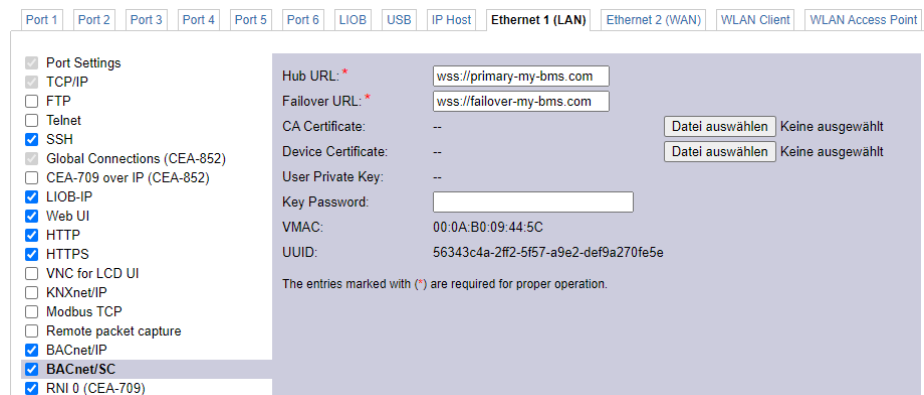 Port 1 Port 2 Port 3 Port 4 Port 5 Port 6 LIOB USB IP Host Ethernet 1 (LAN) Ethernet 2 (WAN) WLAN Client WLAN Access Point
Port Settings
TCP/IP
FTP
Telnet
SSH
Global Connections (CEA-852)
CEA-709 over IP (CEA-852)
LIOB-IP
Web UI
HTTP
HTTPS
VNC for LCD UI
KNXnet/IP
Modbus TCP
Remote packet capture
BACnet/IP
BACnet/SC
RNI 0 (CEA-709)
Hub URL:* wss://primary-my-bms.com
Failover URL:* wss://failover-my-bms.com
CA Certificate: -- Datei auswählen Keine ausgewählt
Device Certificate: -- Datei auswählen Keine ausgewählt
User Private Key: --
Key Password:
VMAC: 00:0A:B0:09:44:5C
UUID: 56343c4a-2ff2-5f57-a9e2-def9a270fe5e
The entries marked with (*) are required for proper operation.